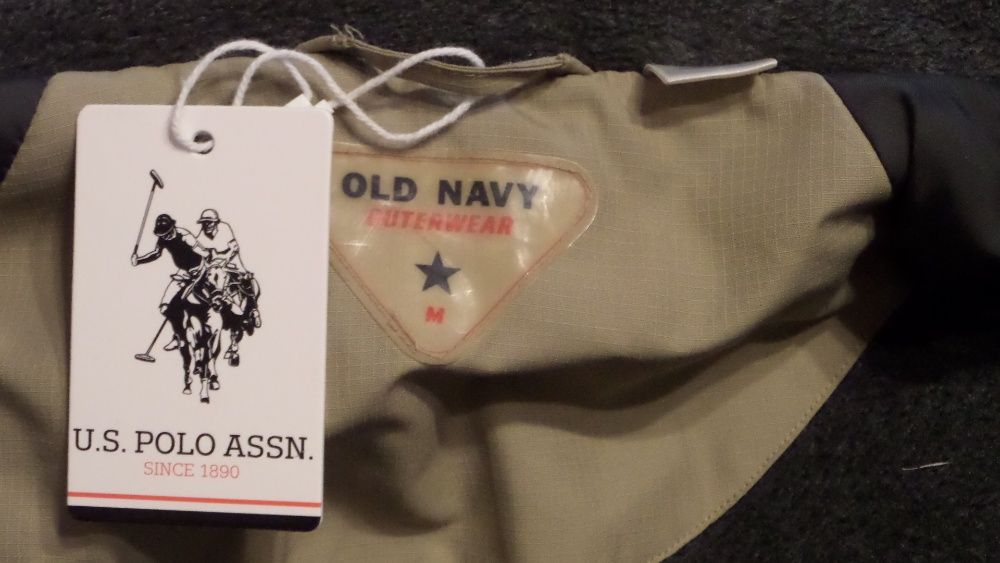 U.S. POLO ASSN.
SINCE 1890
OLD NAVY
OUTERWEAR
M